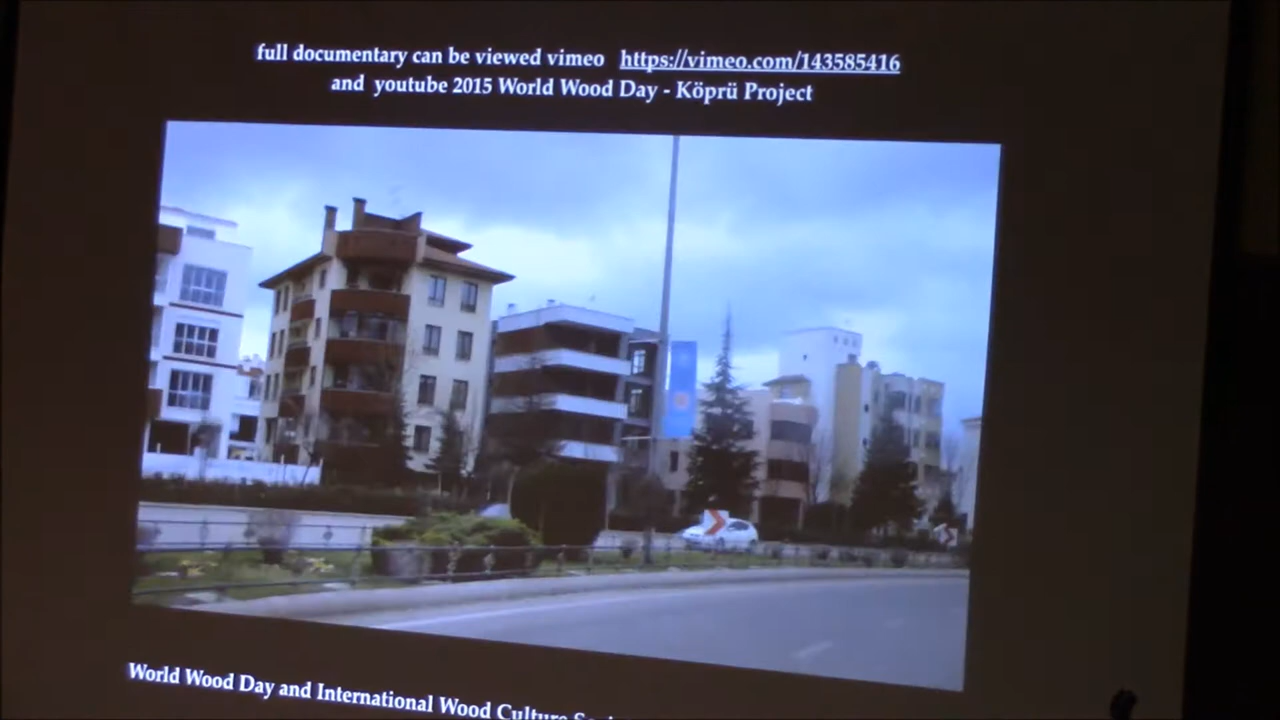 full documentary can be viewed vimeo https://vimeo.com/143585416
and youtube 2015 World Wood Day - Köprü Project
World Wood Day and International Wood Culture